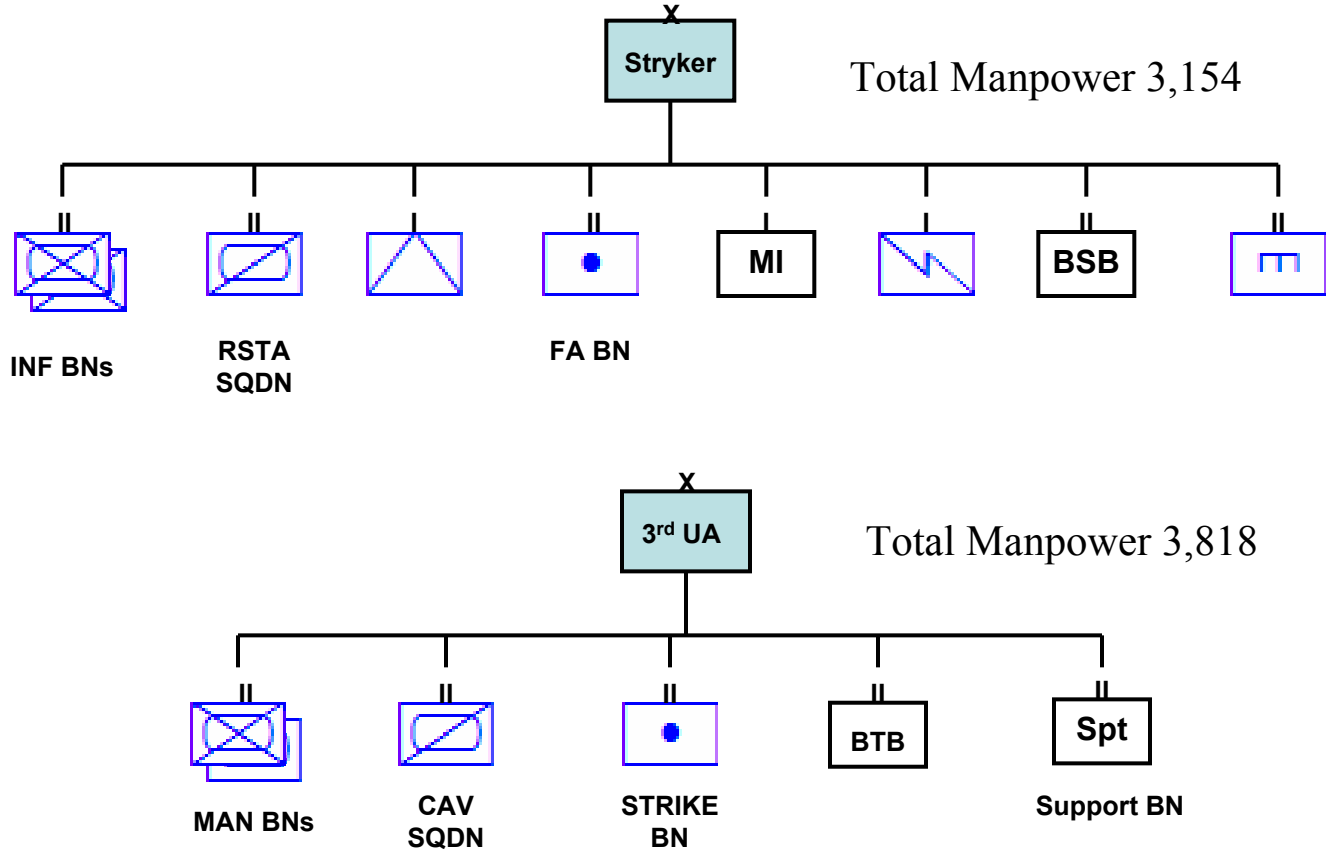 X
Stryker
Total Manpower 3,154
II II I II I I II II
MI BSB
INF BNs
RSTA
SQDN
FA BN
X
3rd UA
Total Manpower 3,818
II II II II II
BTB
Spt
MAN BNs
CAV
SQDN
STRIKE
BN
Support BN